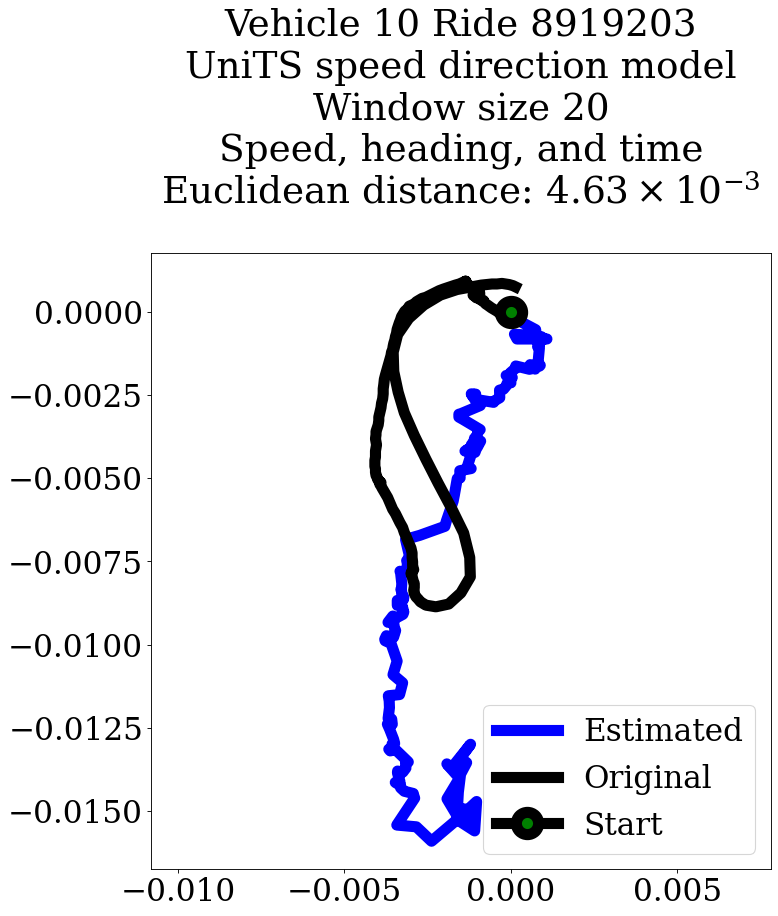 Vehicle 10 Ride 8919203
UniTS speed direction model
Window size 20
Speed, heading, and time
Euclidean distance: 4.63 × 10⁻³
0.0000
−0.0025
−0.0050
−0.0075
−0.0100
−0.0125
−0.0150
Estimated
Original
Start
−0.010 −0.005 0.000 0.005